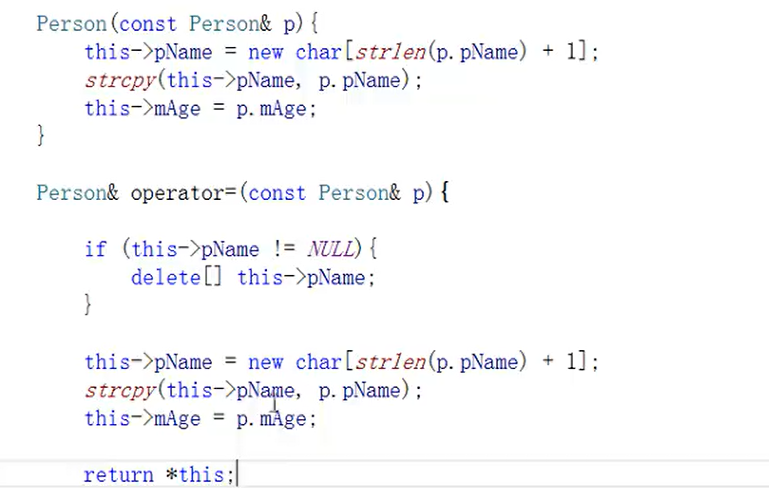 Person(const Person& p){
this->pName = new char[strlen(p.pName) + 1];
strcpy(this->pName, p.pName);
this->mAge = p.mAge;
}
Person& operator=(const Person& p){
if (this->pName != NULL){
delete[] this->pName;
}
this->pName = new char[strlen(p.pName) + 1];
strcpy(this->pName, p.pName);
this->mAge = p.mAge;
return *this;